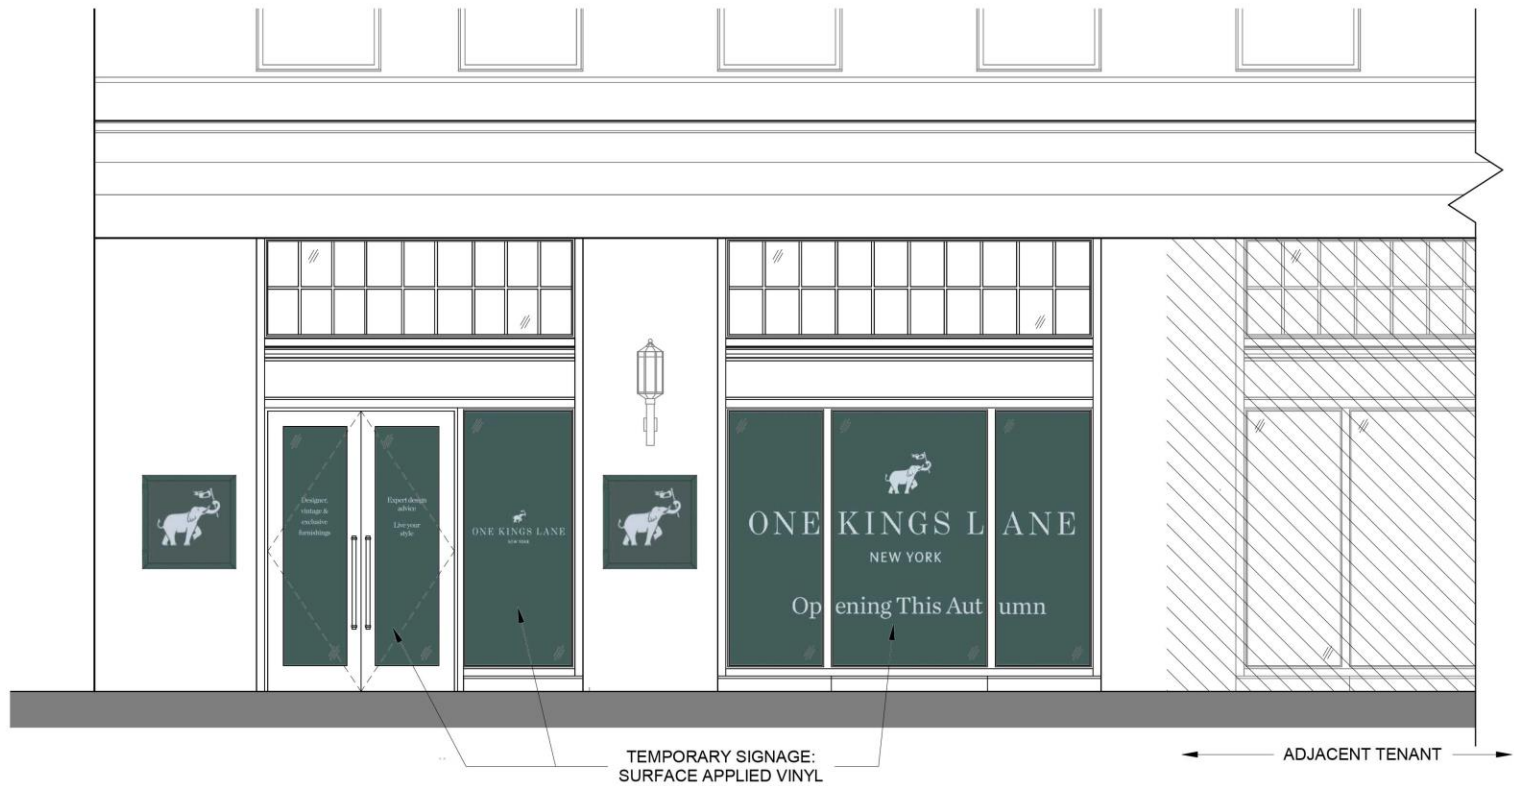 Designer,
vintage &
exclusive
furnishings
Expert design
advice
Live your
style
ONE KINGS LANE
NEW YORK
ONE KINGS LANE
NEW YORK
Opening This Autumn
TEMPORARY SIGNAGE:
SURFACE APPLIED VINYL
ADJACENT TENANT